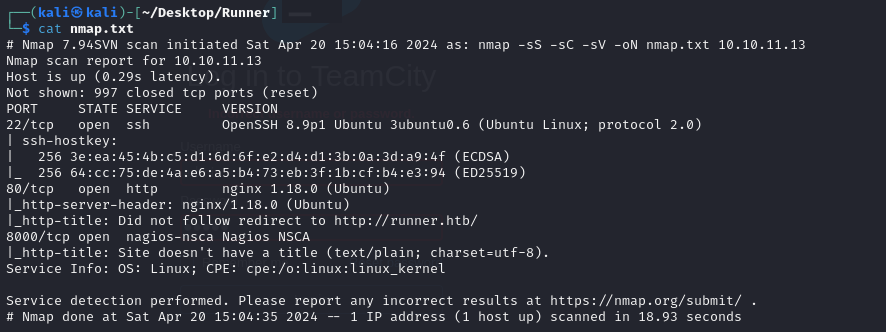 ┌──(kali㉿kali)-[~/Desktop/Runner]
└─$ cat nmap.txt
# Nmap 7.94SVN scan initiated Sat Apr 20 15:04:16 2024 as: nmap -sS -sC -sV -oN nmap.txt 10.10.11.13
Nmap scan report for 10.10.11.13
Host is up (0.29s latency).
g in to TeamCity
Not shown: 997 closed tcp ports (reset)
PORT     STATE SERVICE     VERSION
22/tcp   open  ssh         OpenSSH 8.9p1 Ubuntu 3ubuntu0.6 (Ubuntu Linux; protocol 2.0)
| ssh-hostkey:
|   256 3e:ea:45:4b:c5:d1:6d:6f:e2:d4:d1:3b:0a:3d:a9:4f (ECDSA)
|_  256 64:cc:75:de:4a:e6:a5:b4:73:eb:3f:1b:cf:b4:e3:94 (ED25519)
80/tcp   open  http        nginx 1.18.0 (Ubuntu)
|_http-server-header: nginx/1.18.0 (Ubuntu)
|_http-title: Did not follow redirect to http://runner.htb/
8000/tcp open  nagios-nsca Nagios NSCA
|_http-title: Site doesn't have a title (text/plain; charset=utf-8).
Service Info: OS: Linux; CPE: cpe:/o:linux:linux_kernel

Service detection performed. Please report any incorrect results at https://nmap.org/submit/ .
# Nmap done at Sat Apr 20 15:04:35 2024 -- 1 IP address (1 host up) scanned in 18.93 seconds